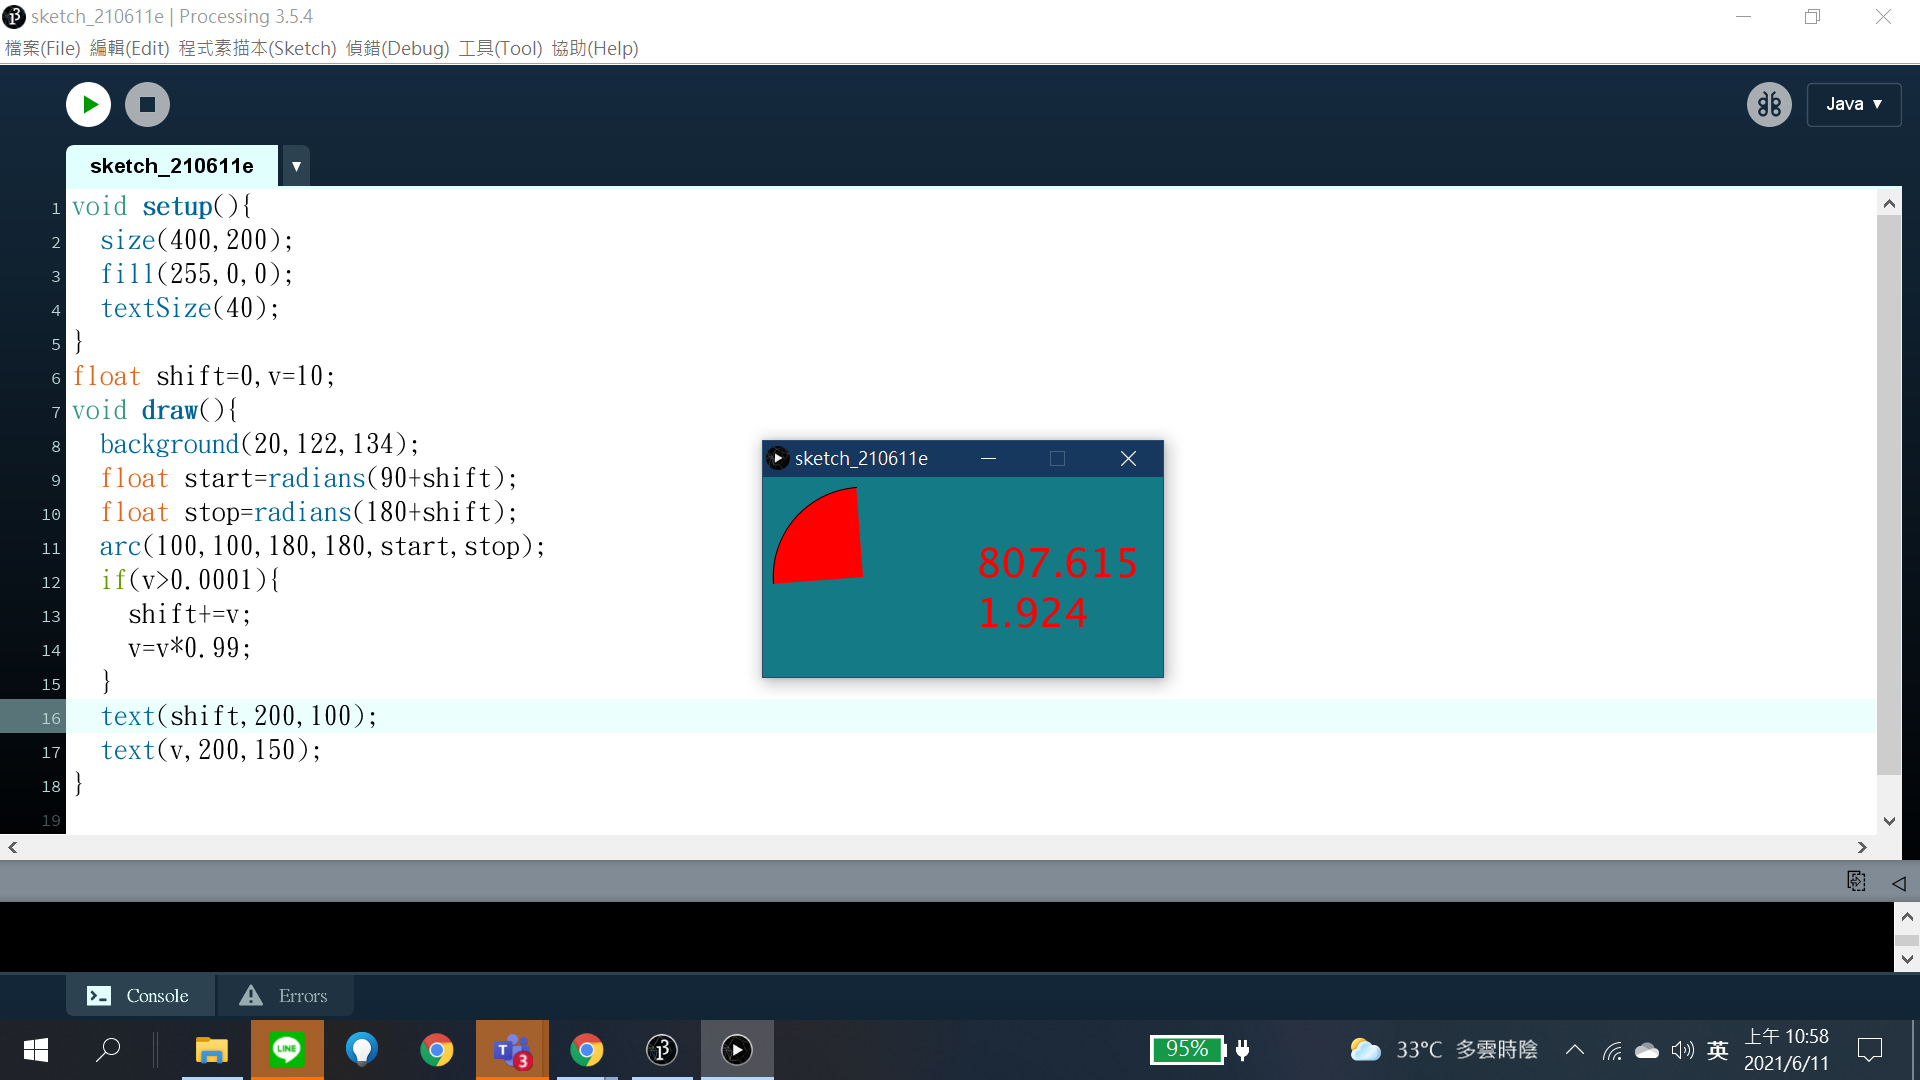 sketch_210611e | Processing 3.5.4
檔案(File) 編輯(Edit) 程式素描本(Sketch) 偵錯(Debug) 工具(Tool) 協助(Help)
Java ▼
sketch_210611e ▼
1 void setup(){
2   size(400,200);
3   fill(255,0,0);
4   textSize(40);
5 }
6 float shift=0,v=10;
7 void draw(){
8   background(20,122,134);
9   float start=radians(90+shift);
10   float stop=radians(180+shift);
11   arc(100,100,180,180,start,stop);
12   if(v>0.0001){
13     shift+=v;
14     v=v*0.99;
15   }
16   text(shift,200,100);
17   text(v,200,150);
18 }
19
sketch_210611e
807.615
1.924
Console Errors
LINE
T 3
95%
33°C 多雲時陰
英
上午 10:58
2021/6/11